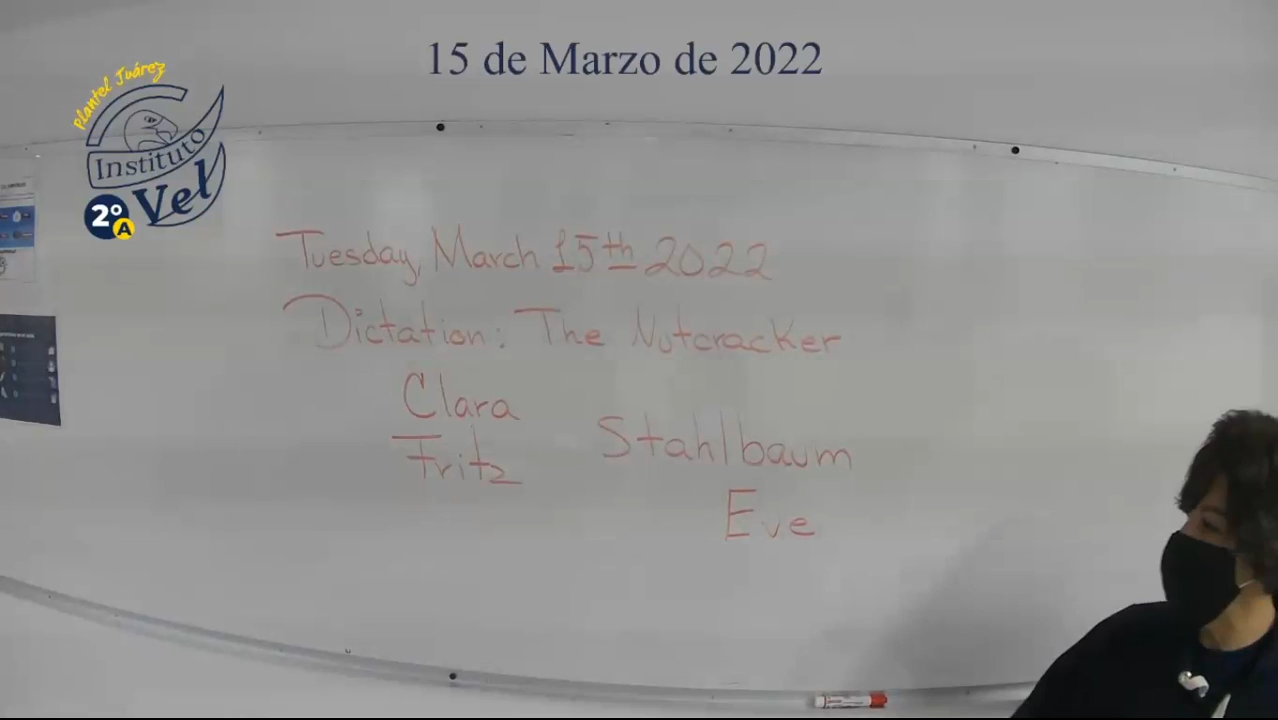 15 de Marzo de 2022
Plantel Juárez
Instituto
Vel
2º
A
Tuesday, March 15th 2022
Dictation: The Nutcracker
Clara
Fritz
Stahlbaum
Eve